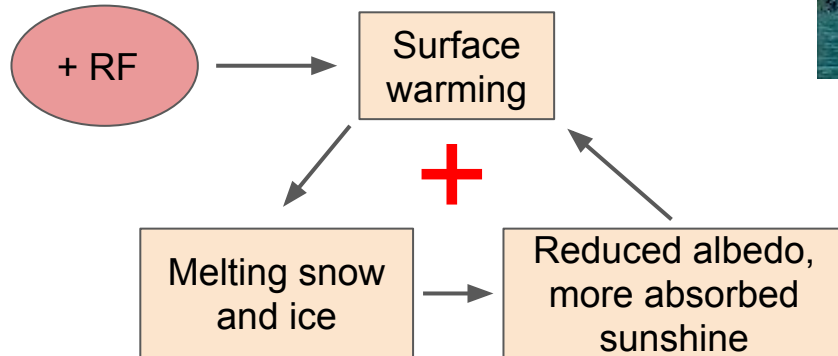 + RF
Surface
warming
+
Melting snow
and ice
Reduced albedo,
more absorbed
sunshine